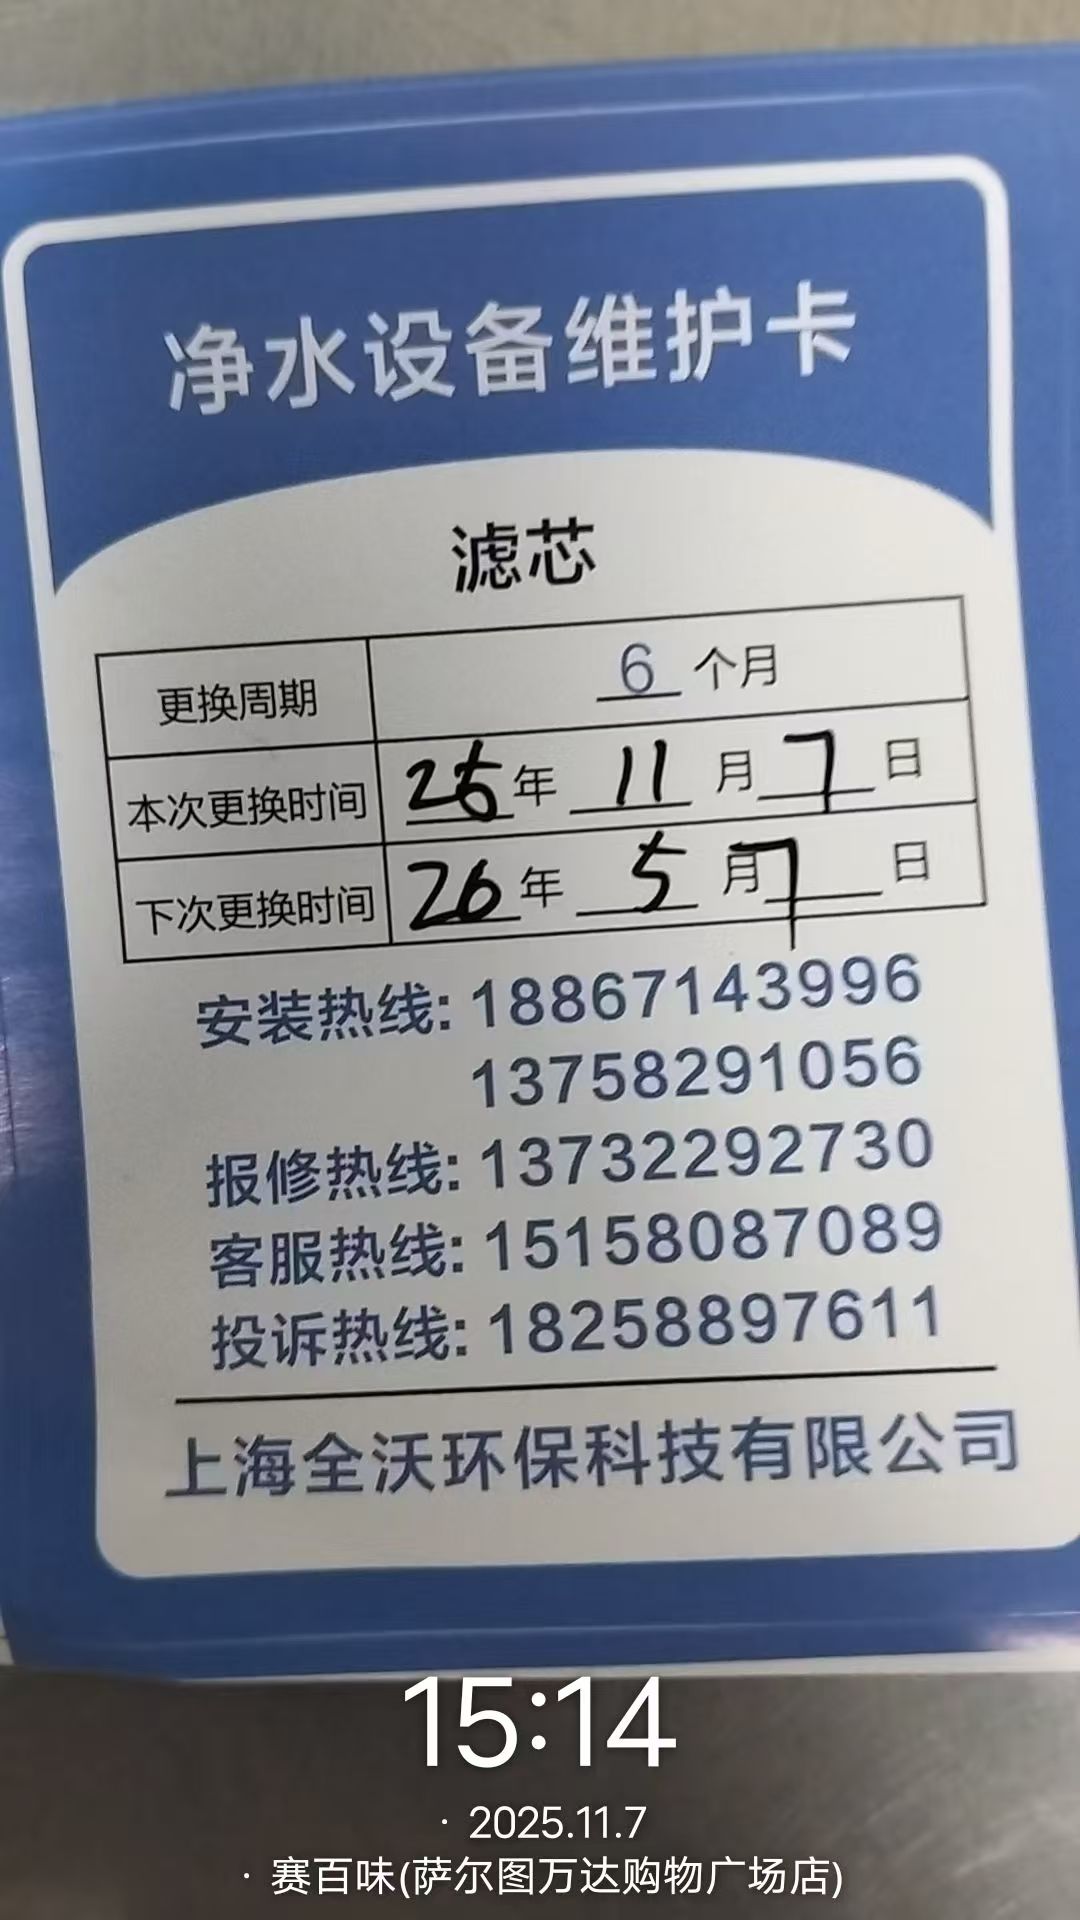 净水设备维护卡
滤芯
更换周期 6 个月
本次更换时间 25年 11 月 7 日
下次更换时间 26年 5 月 7 日
安装热线: 18867143996
13758291056
报修热线: 13732292730
客服热线: 15158087089
投诉热线: 18258897611
上海全沃环保科技有限公司
15:14
· 2025.11.7
· 赛百味(萨尔图万达购物广场店)